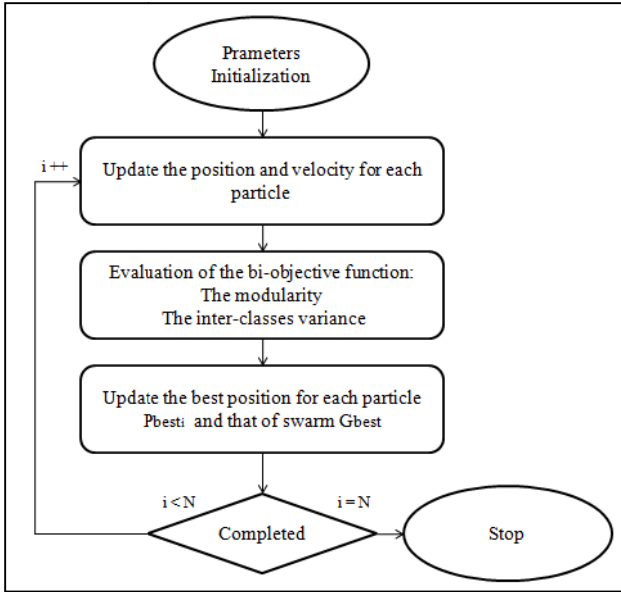 Prameters
Initialization
i ++
Update the position and velocity for each
particle
Evaluation of the bi-objective function:
The modularity
The inter-classes variance
Update the best position for each particle
Pbesti and that of swarm Gbest
i < N
i = N
Completed
Stop